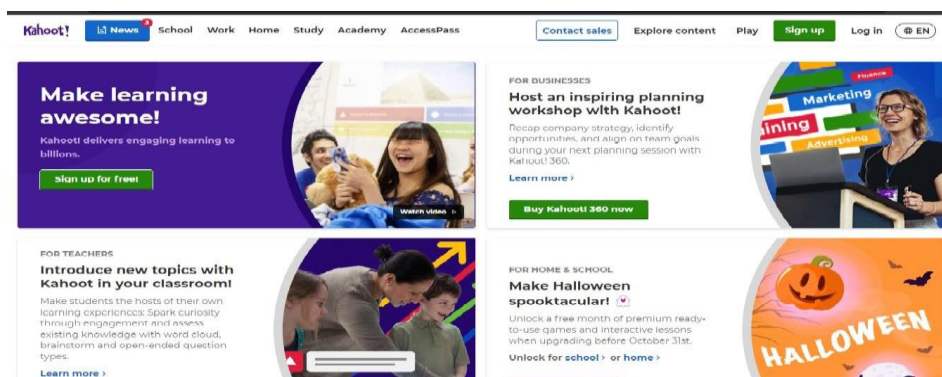 Kahoot!
News
3
School
Work
Home
Study
Academy
AccessPass
Contact sales
Explore content
Play
Sign up
Log in
EN
Make learning
awesome!
Kahoot! delivers engaging learning to
billions.
Sign up for free!
Watch video
FOR BUSINESSES
Host an inspiring planning
workshop with Kahoot!
Recap company strategy, identify
opportunities, and align on team goals
during your next planning session with
Kahoot! 360.
Learn more ›
Buy Kahoot! 360 now
Finance
Marketing
ining
Advertising
FOR TEACHERS
Introduce new topics with
Kahoot in your classroom!
Make students the hosts of their own
learning experiences: Spark curiosity
through engagement and assess
existing knowledge with word cloud,
brainstorm and open-ended question
types.
Learn more ›
FOR HOME & SCHOOL
Make Halloween
spooktacular!
Unlock a free month of premium ready-
to-use games and interactive lessons
when upgrading before October 31st.
Unlock for school › or home ›
HALLOWEEN